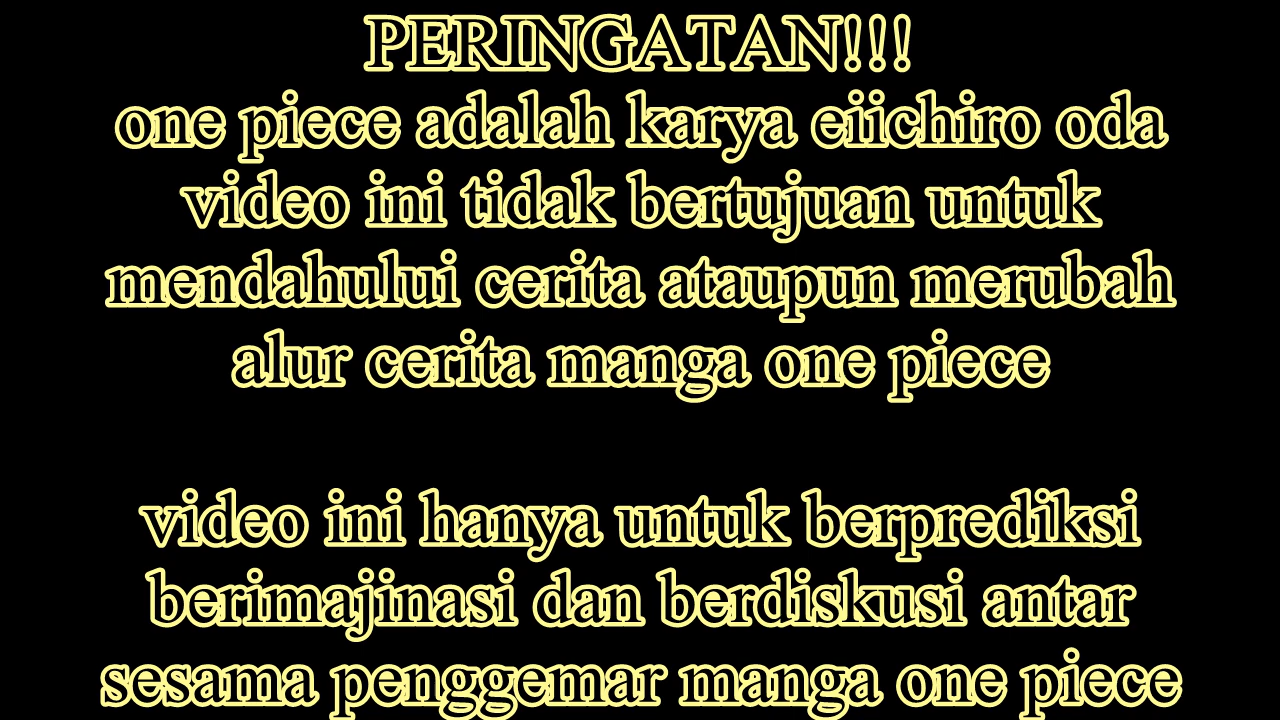 PERINGATAN!!!
one piece adalah karya eiichiro oda
video ini tidak bertujuan untuk
mendahului cerita ataupun merubah
alur cerita manga one piece
video ini hanya untuk berprediksi
berimajinasi dan berdiskusi antar
sesama penggemar manga one piece